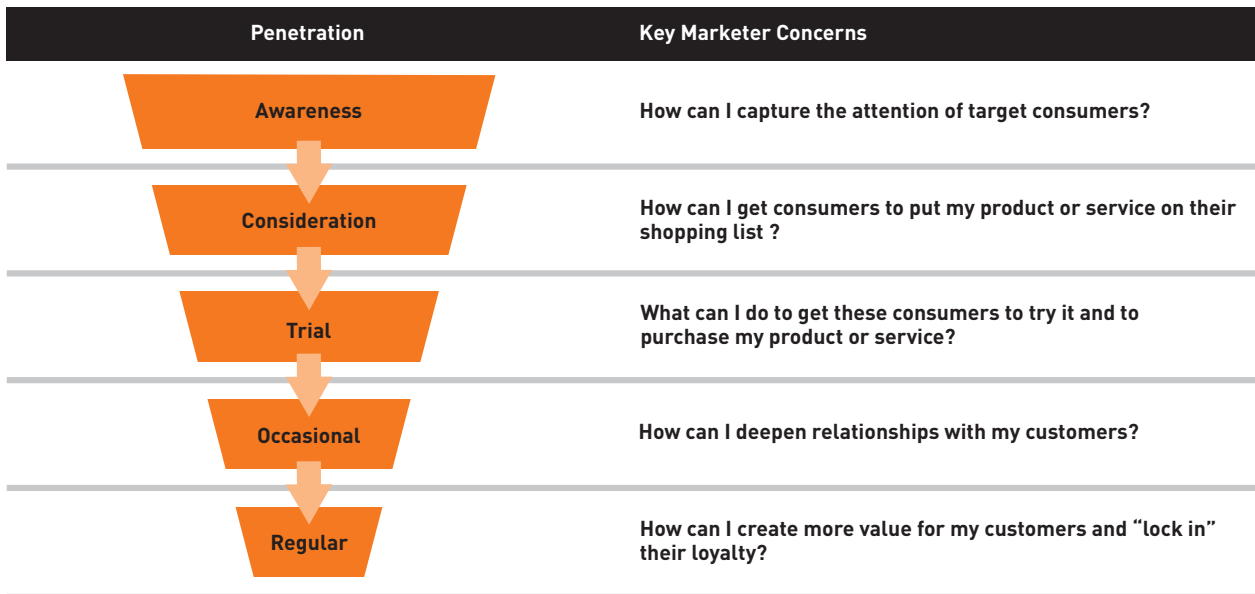 Penetration
Key Marketer Concerns
Awareness
How can I capture the attention of target consumers?
Consideration
How can I get consumers to put my product or service on their
shopping list ?
Trial
What can I do to get these consumers to try it and to
purchase my product or service?
Occasional
How can I deepen relationships with my customers?
Regular
How can I create more value for my customers and “lock in”
their loyalty?